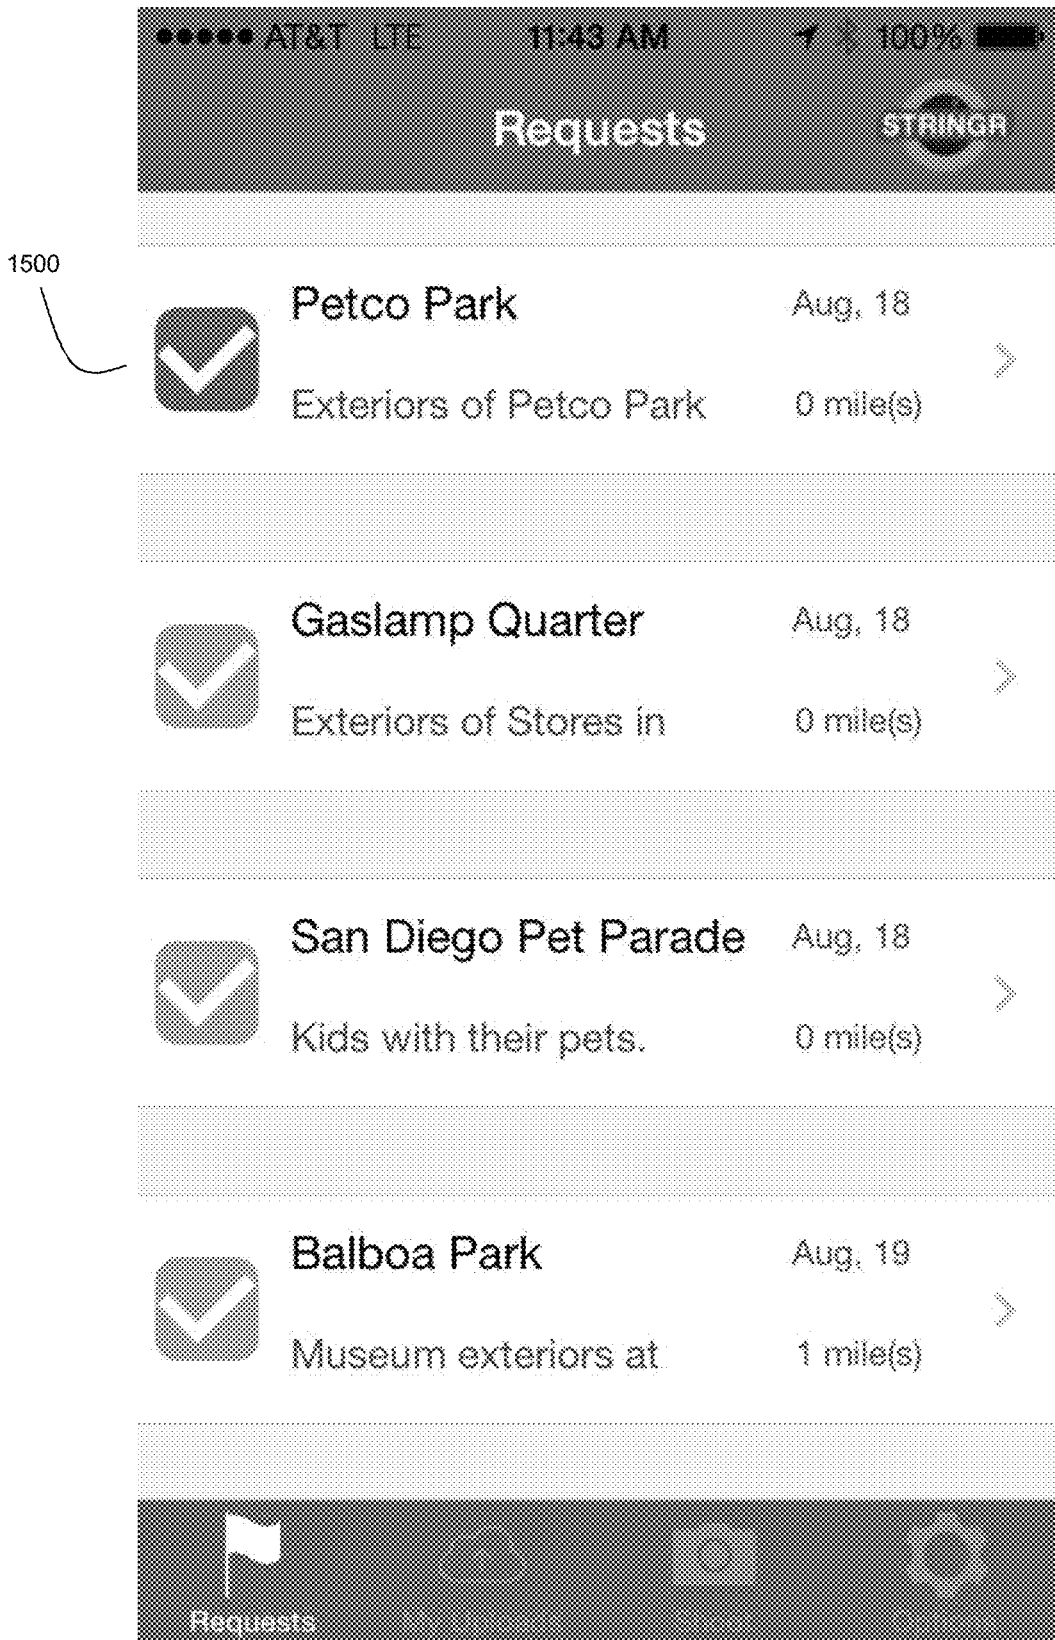 AT&T LTE 11:43 AM 100%
Requests STRINGR
1500
Petco Park Aug, 18
Exteriors of Petco Park 0 mile(s)
Gaslamp Quarter Aug, 18
Exteriors of Stores in 0 mile(s)
San Diego Pet Parade Aug, 18
Kids with their pets. 0 mile(s)
Balboa Park Aug, 19
Museum exteriors at 1 mile(s)
Requests